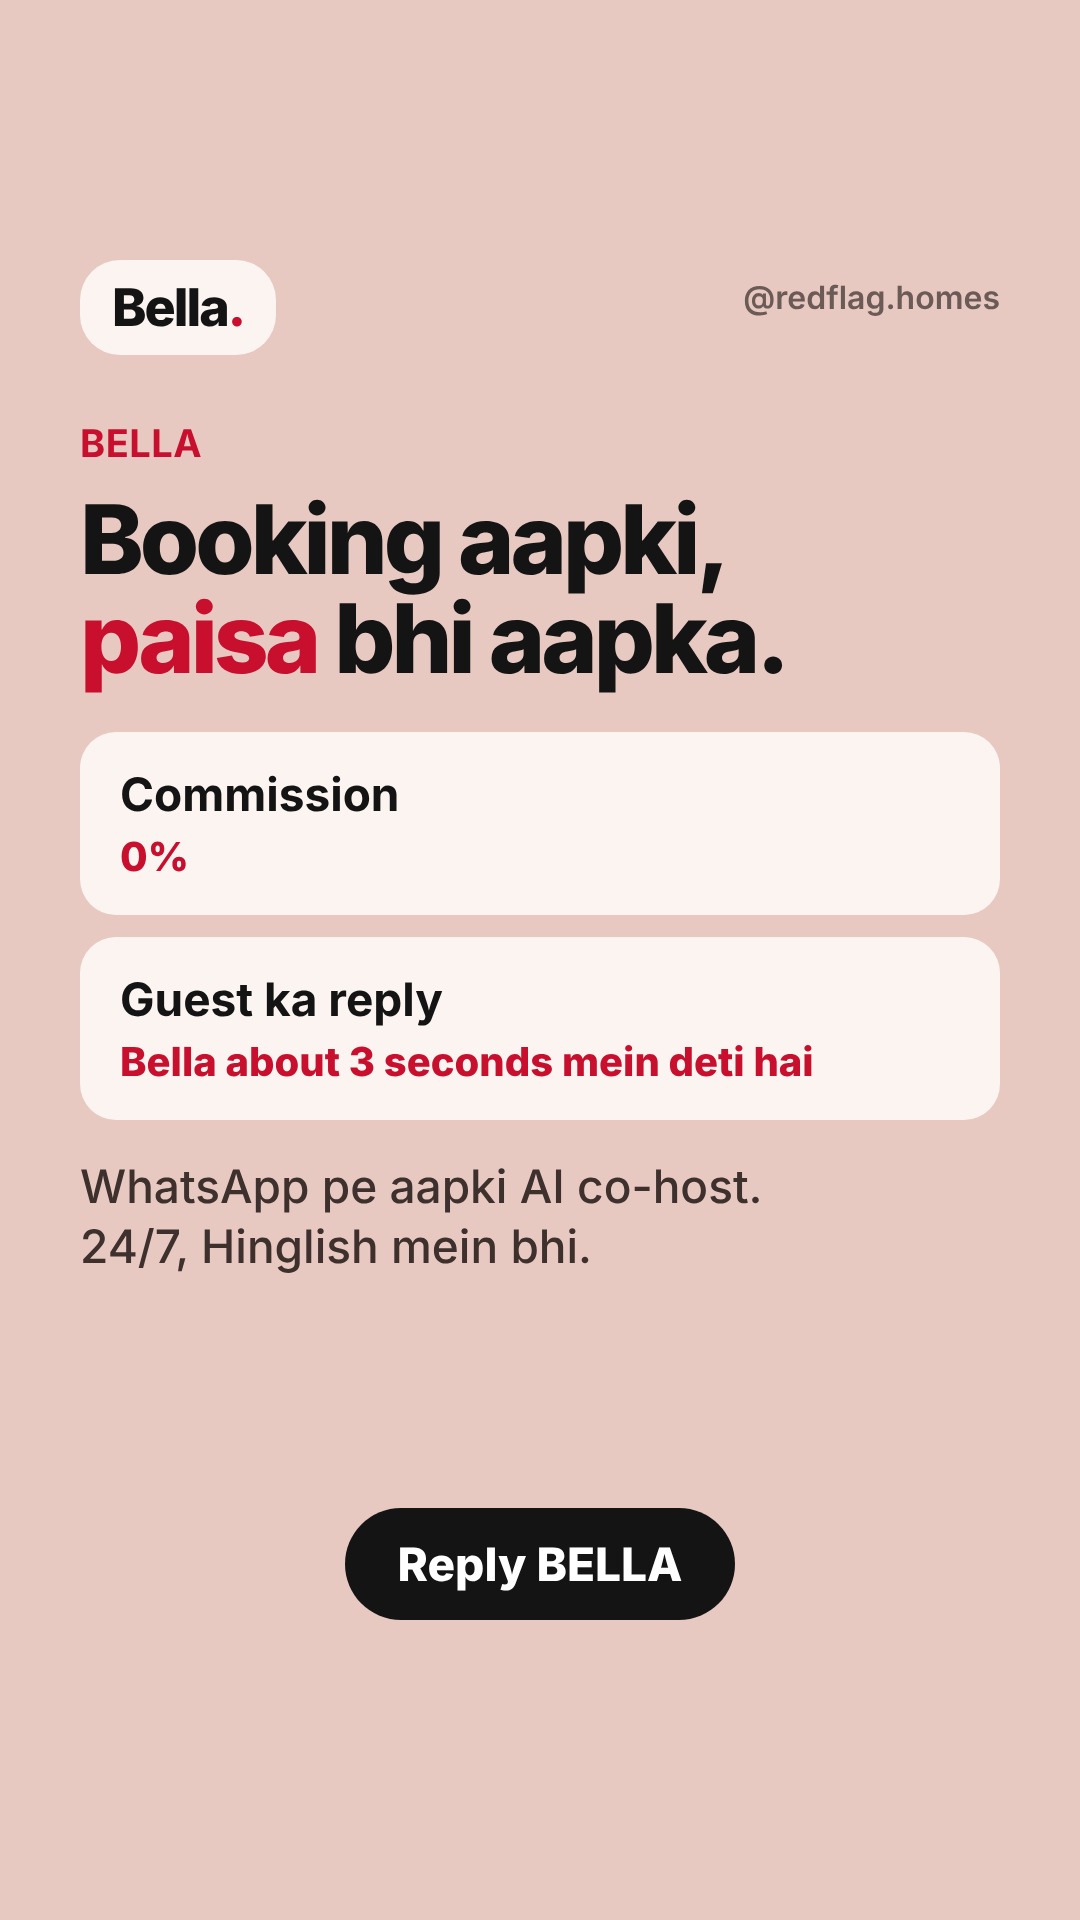 Bella.
@redflag.homes
BELLA
Booking aapki,
paisa bhi aapka.
Commission
0%
Guest ka reply
Bella about 3 seconds mein deti hai
WhatsApp pe aapki AI co-host.
24/7, Hinglish mein bhi.
Reply BELLA